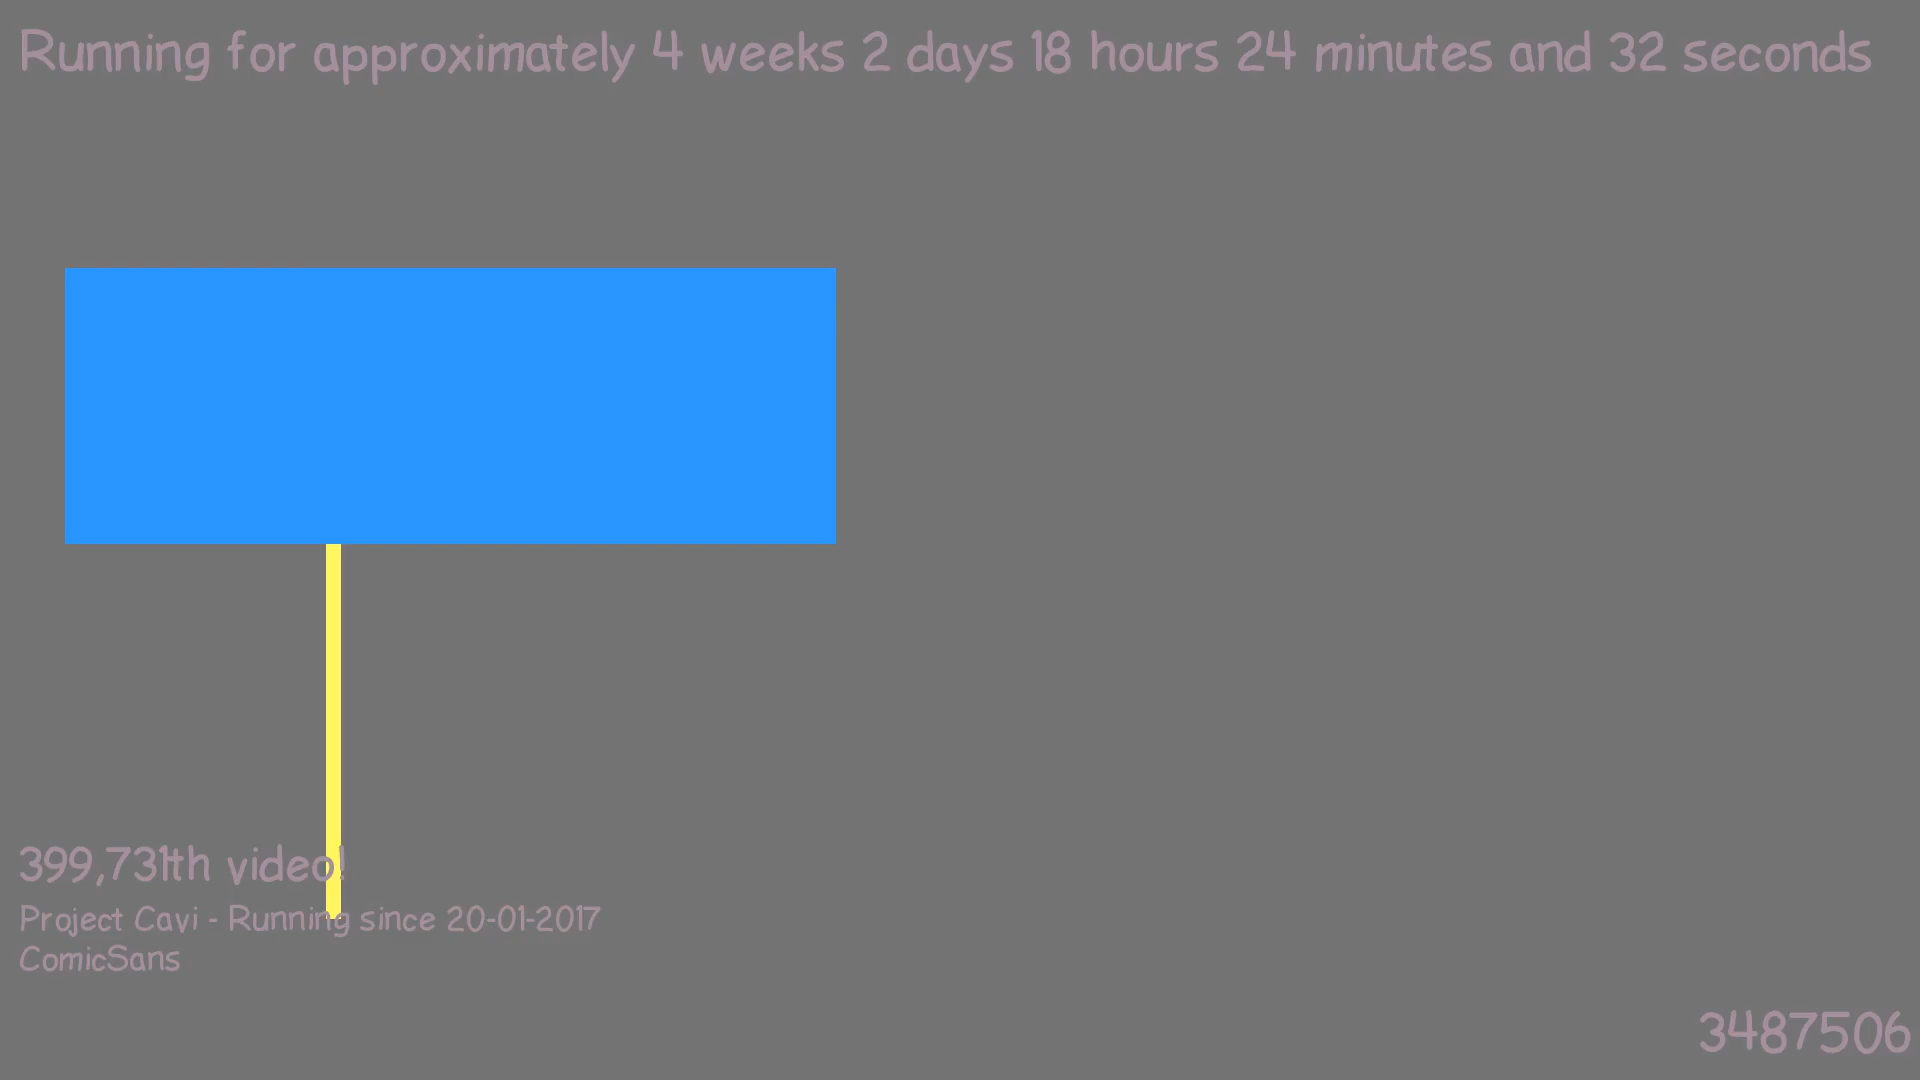 Running for approximately 4 weeks 2 days 18 hours 24 minutes and 32 seconds
399,731th video!
Project Cavi - Running since 20-01-2017
ComicSans
3487506